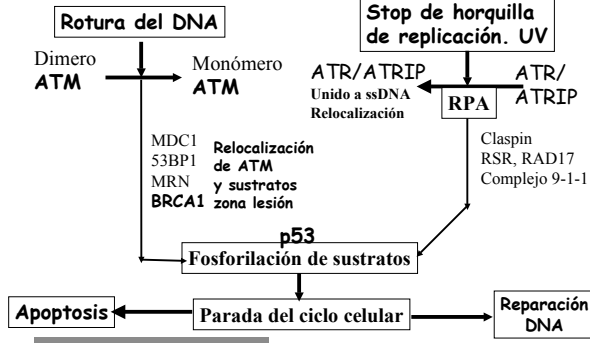 Rotura del DNA
Stop de horquilla
de replicación. UV
Dimero
ATM
Monómero
ATM
ATR/ATRIP
Unido a ssDNA
Relocalización
RPA
ATR/
ATRIP
MDC1
53BP1
MRN
BRCA1
Relocalización
de ATM
y sustratos
zona lesión
Claspin
RSR, RAD17
Complejo 9-1-1
p53
Fosforilación de sustratos
Apoptosis
Parada del ciclo celular
Reparación
DNA